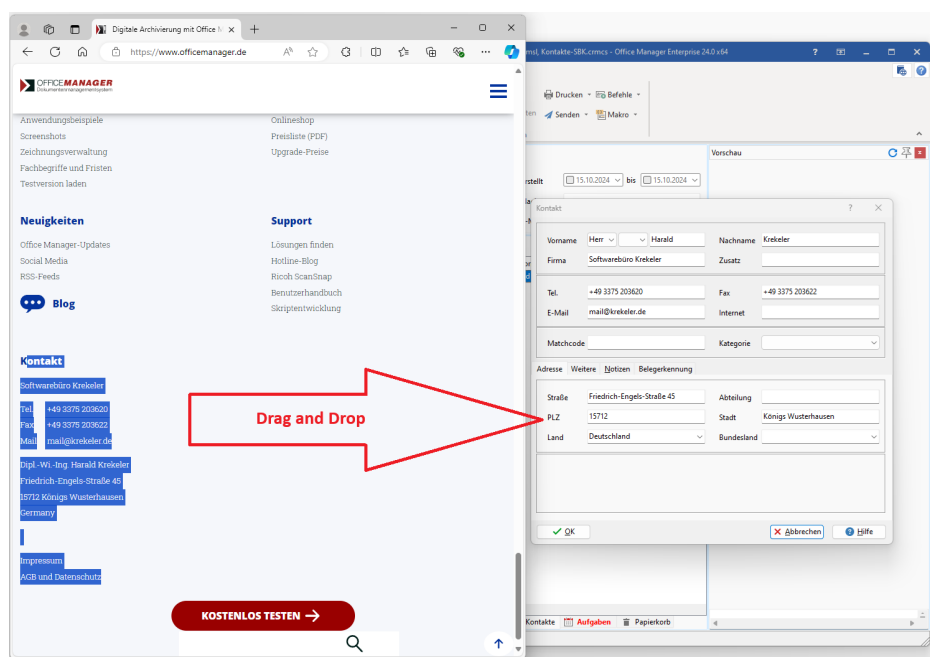 Digitale Archivierung mit Office M
https://www.officemanager.de
OFFICEMANAGER
Dokumentenmanagementsystem
Anwendungsbeispiele
Screenshots
Zeichnungsverwaltung
Fachbegriffe und Fristen
Testversion laden
Onlineshop
Preisliste (PDF)
Upgrade-Preise
Neuigkeiten
Office Manager-Updates
Social Media
RSS-Feeds
Blog
Support
Lösungen finden
Hotline-Blog
Ricoh ScanSnap
Benutzerhandbuch
Skriptentwicklung
Kontakt
Softwarebüro Krekeler
Tel. +49 3375 203620
Fax +49 3375 203622
Mail mail@krekeler.de
Dipl.-Wi.-Ing. Harald Krekeler
Friedrich-Engels-Straße 45
15712 Königs Wusterhausen
Germany
Impressum
AGB und Datenschutz
KOSTENLOS TESTEN
Drag and Drop
Kontakte-SBK.crmcs - Office Manager Enterprise 24.0 x64
Drucken Befehle
Senden Makro
Vorschau
15.10.2024 bis 15.10.2024
Kontakt
Vorname Herr Harald Nachname Krekeler
Firma Softwarebüro Krekeler Zusatz
Tel. +49 3375 203620 Fax +49 3375 203622
E-Mail mail@krekeler.de Internet
Matchcode Kategorie
Adresse Weitere Notizen Belegerkennung
Straße Friedrich-Engels-Straße 45 Abteilung
PLZ 15712 Stadt Königs Wusterhausen
Land Deutschland Bundesland
OK Abbrechen Hilfe
Kontakte Aufgaben Papierkorb